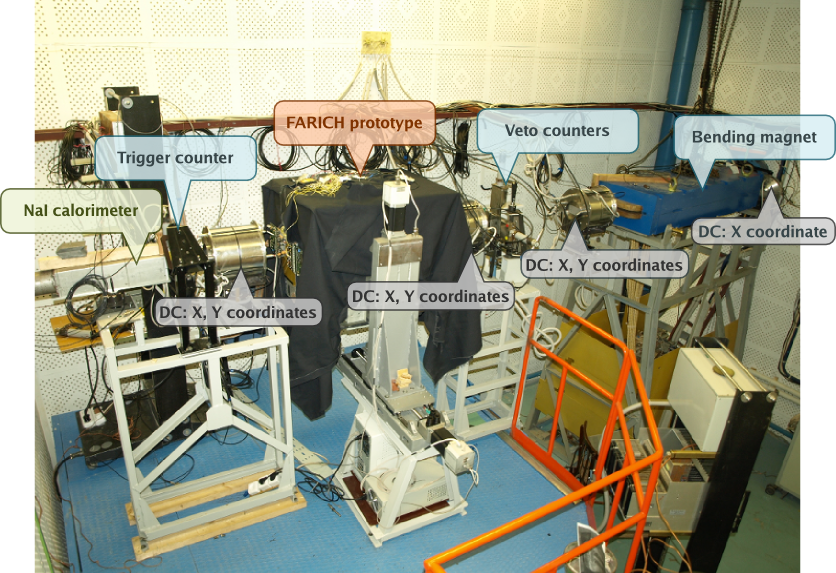 FARICH prototype
Veto counters
Bending magnet
Trigger counter
NaI calorimeter
DC: X coordinate
DC: X, Y coordinates
DC: X, Y coordinates
DC: X, Y coordinates